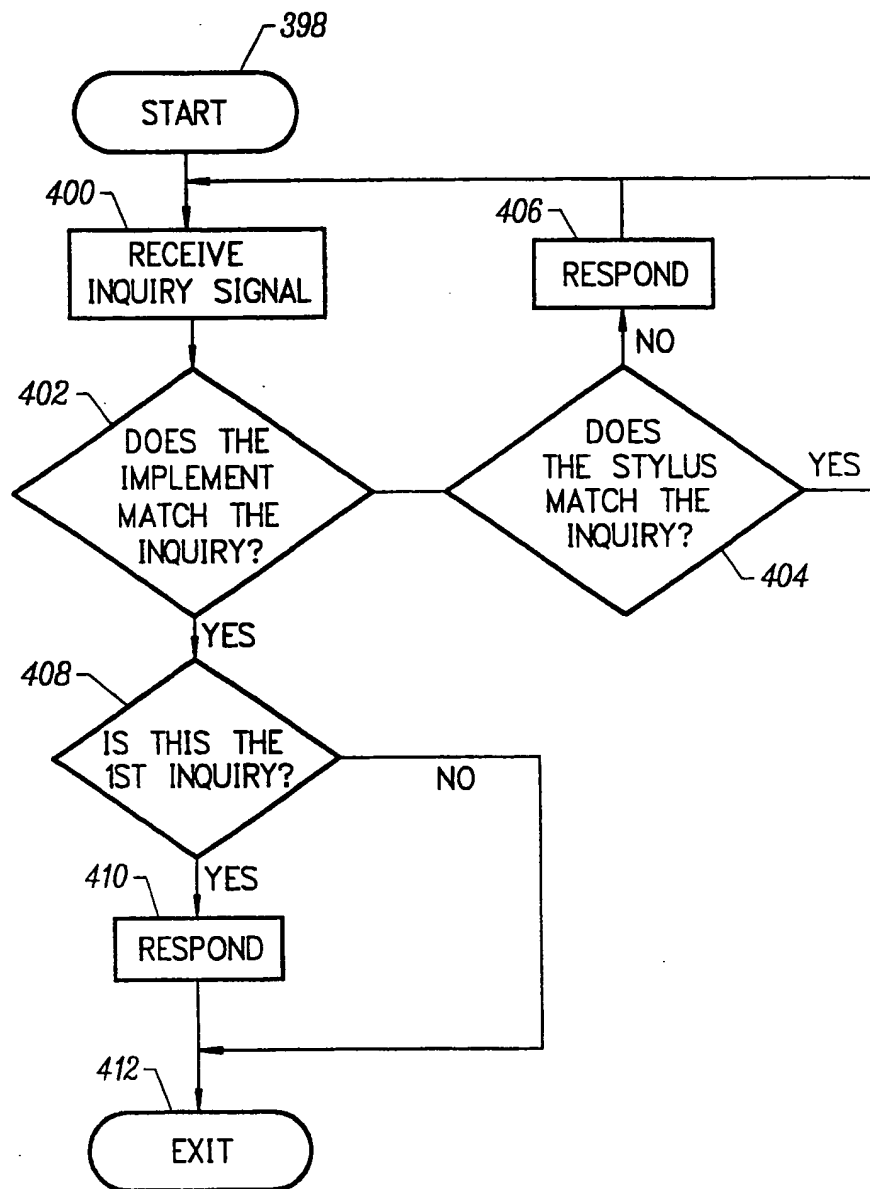 398
START
400
RECEIVE
INQUIRY SIGNAL
406
RESPOND
NO
402
DOES THE
IMPLEMENT
MATCH THE
INQUIRY?
DOES
THE STYLUS
MATCH THE
INQUIRY?
YES
404
YES
408
IS THIS THE
1ST INQUIRY?
NO
YES
410
RESPOND
412
EXIT